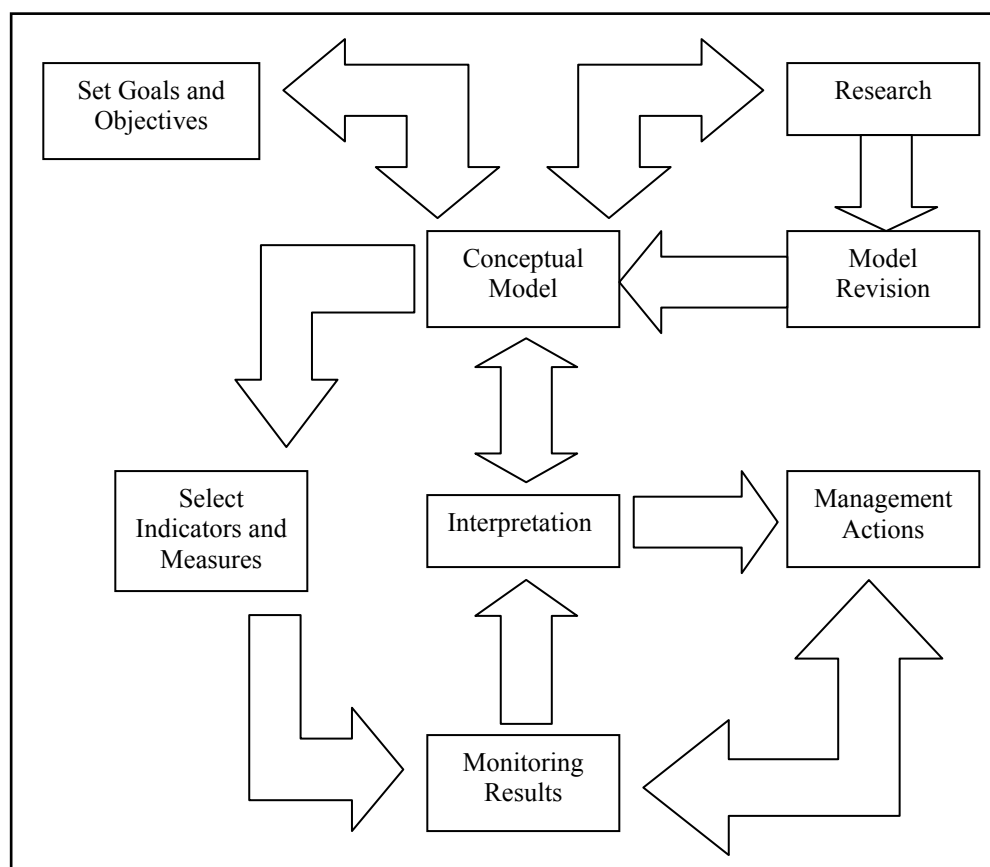 Set Goals and
Objectives
Research
Conceptual
Model
Model
Revision
Select
Indicators and
Measures
Interpretation
Management
Actions
Monitoring
Results